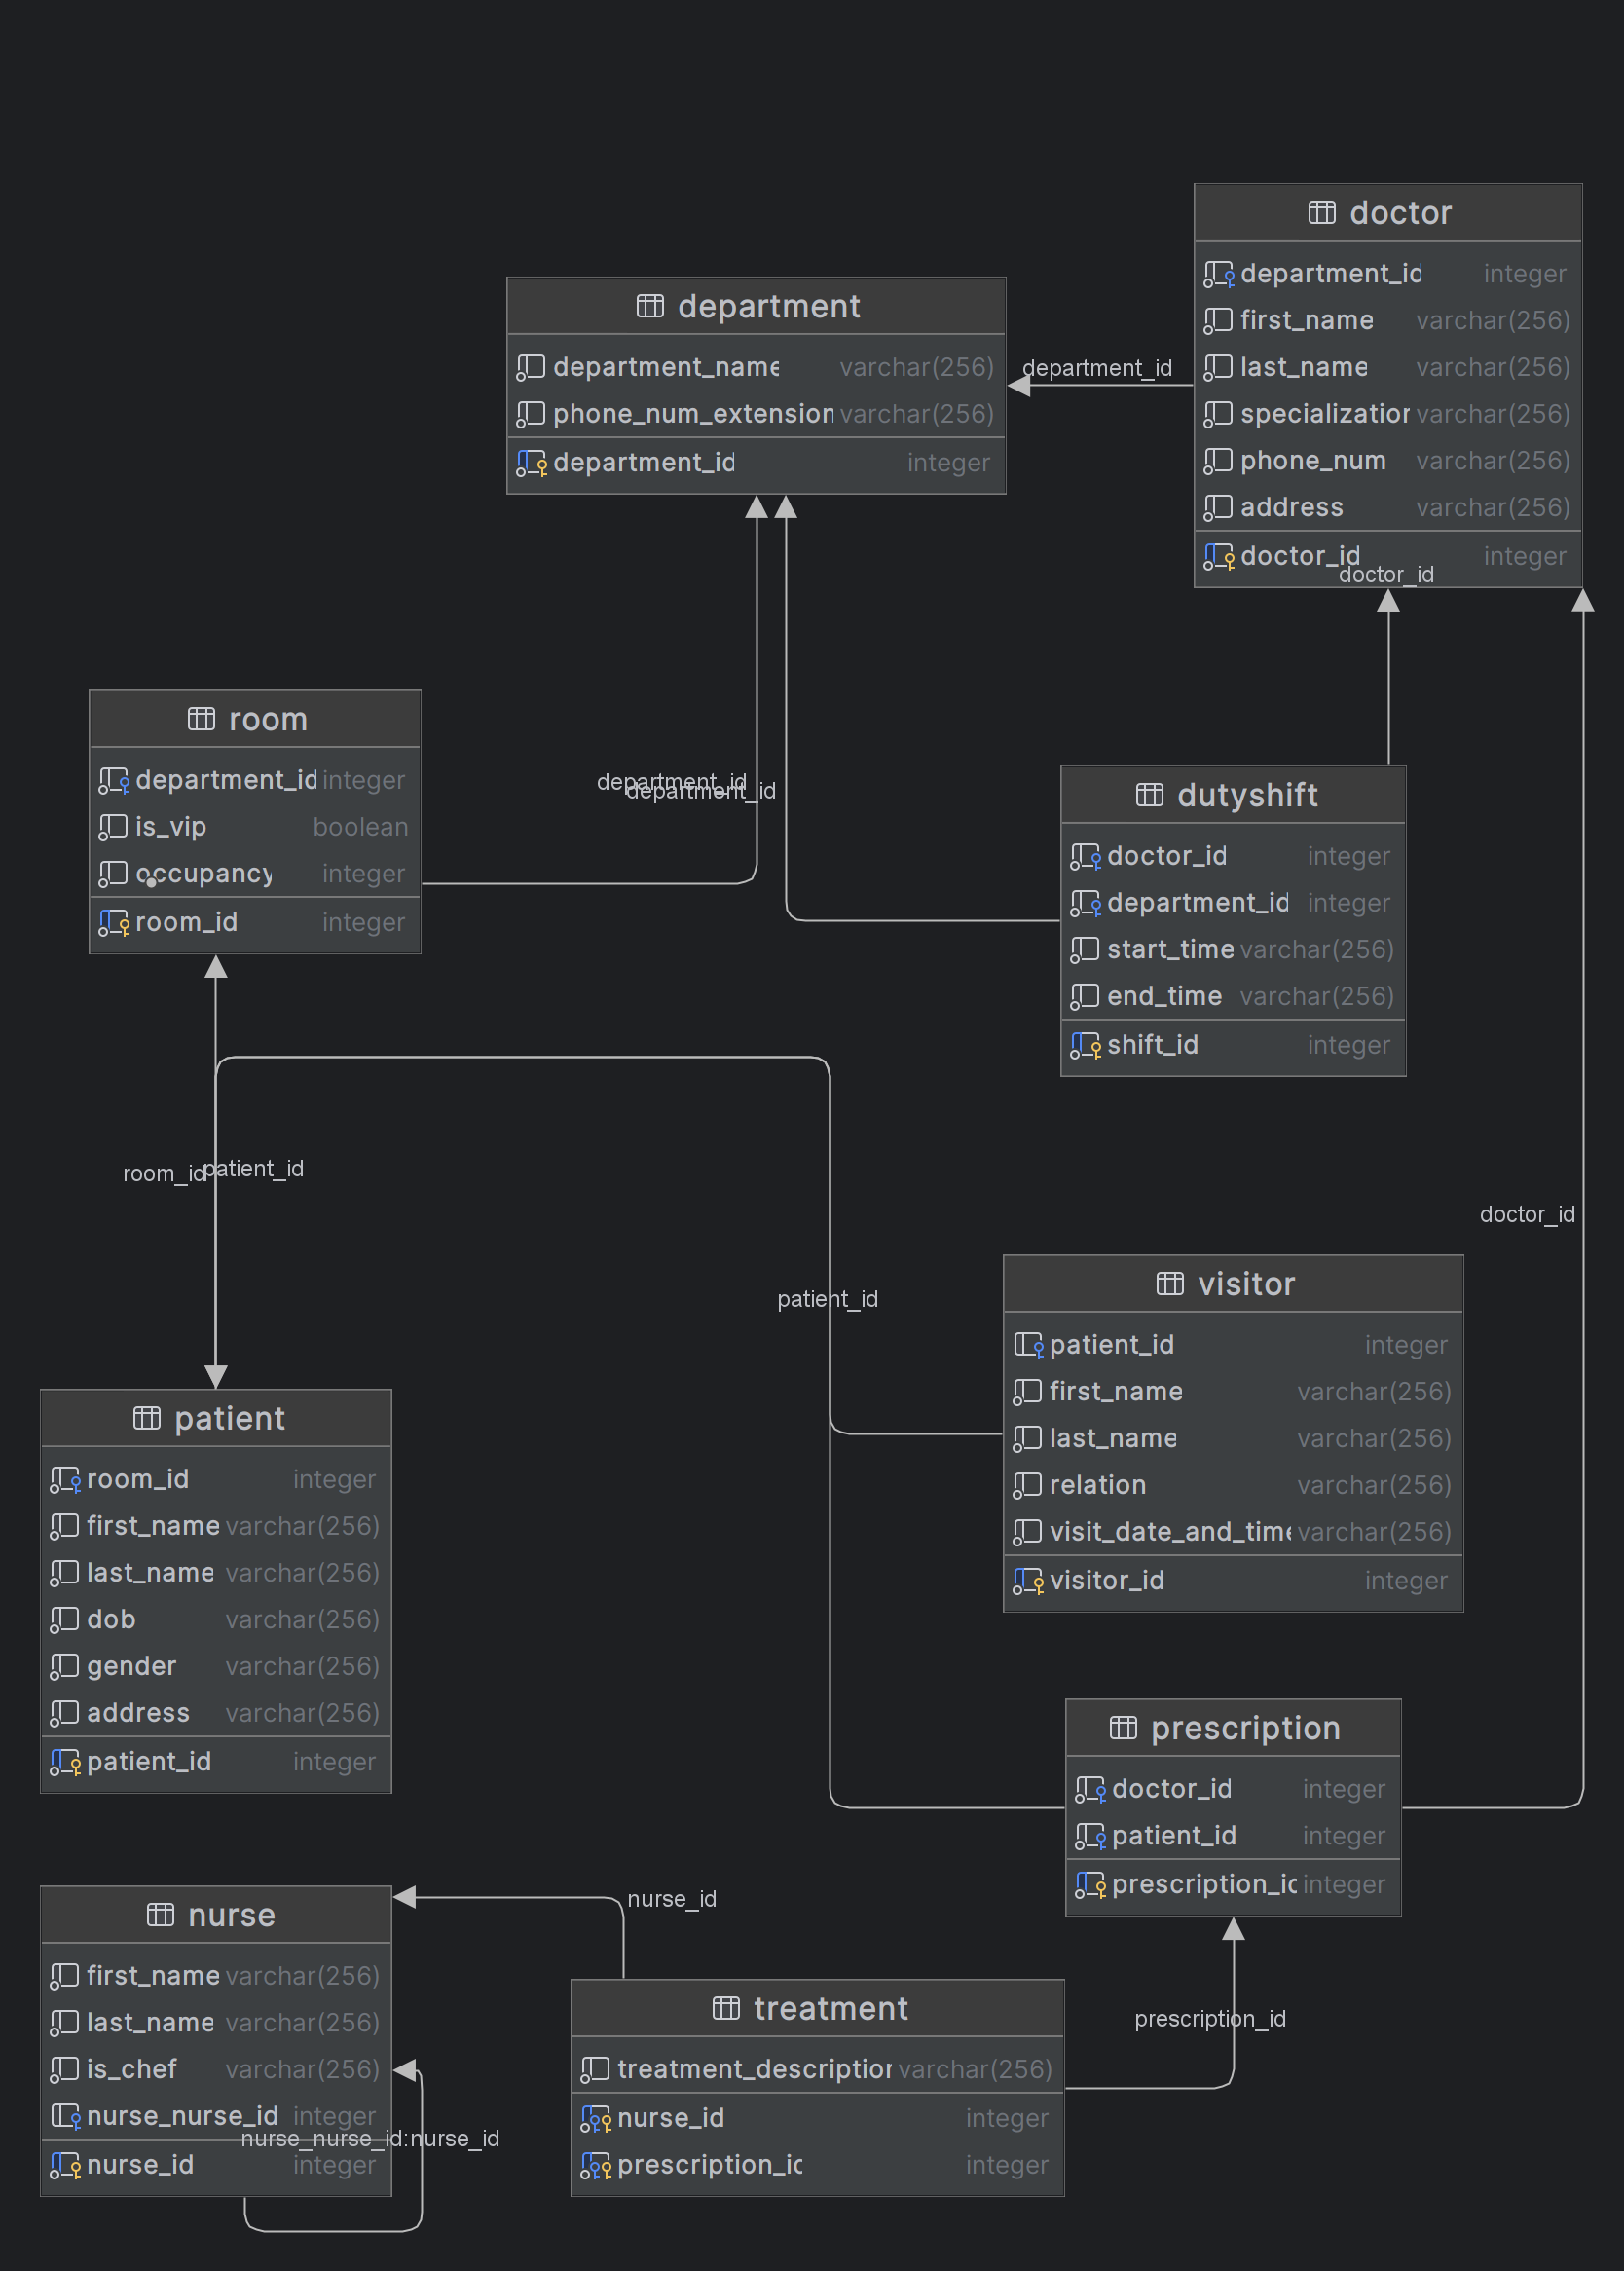 doctor
department_id integer
first_name varchar(256)
last_name varchar(256)
specialization varchar(256)
phone_num varchar(256)
address varchar(256)
doctor_id integer
doctor_id
department
department_name varchar(256)
phone_num_extension varchar(256)
department_id integer
department_id
room
department_id integer
is_vip boolean
occupancy integer
room_id integer
department_id
department_id
dutyshift
doctor_id integer
department_id integer
start_time varchar(256)
end_time varchar(256)
shift_id integer
room_id
patient_id
doctor_id
visitor
patient_id integer
first_name varchar(256)
last_name varchar(256)
relation varchar(256)
visit_date_and_time varchar(256)
visitor_id integer
patient_id
patient
room_id integer
first_name varchar(256)
last_name varchar(256)
dob varchar(256)
gender varchar(256)
address varchar(256)
patient_id integer
prescription
doctor_id integer
patient_id integer
prescription_id integer
nurse
first_name varchar(256)
last_name varchar(256)
is_chef varchar(256)
nurse_nurse_id integer
nurse_nurse_id:nurse_id
nurse_id integer
nurse_id
treatment
treatment_description varchar(256)
nurse_id integer
prescription_id integer
prescription_id